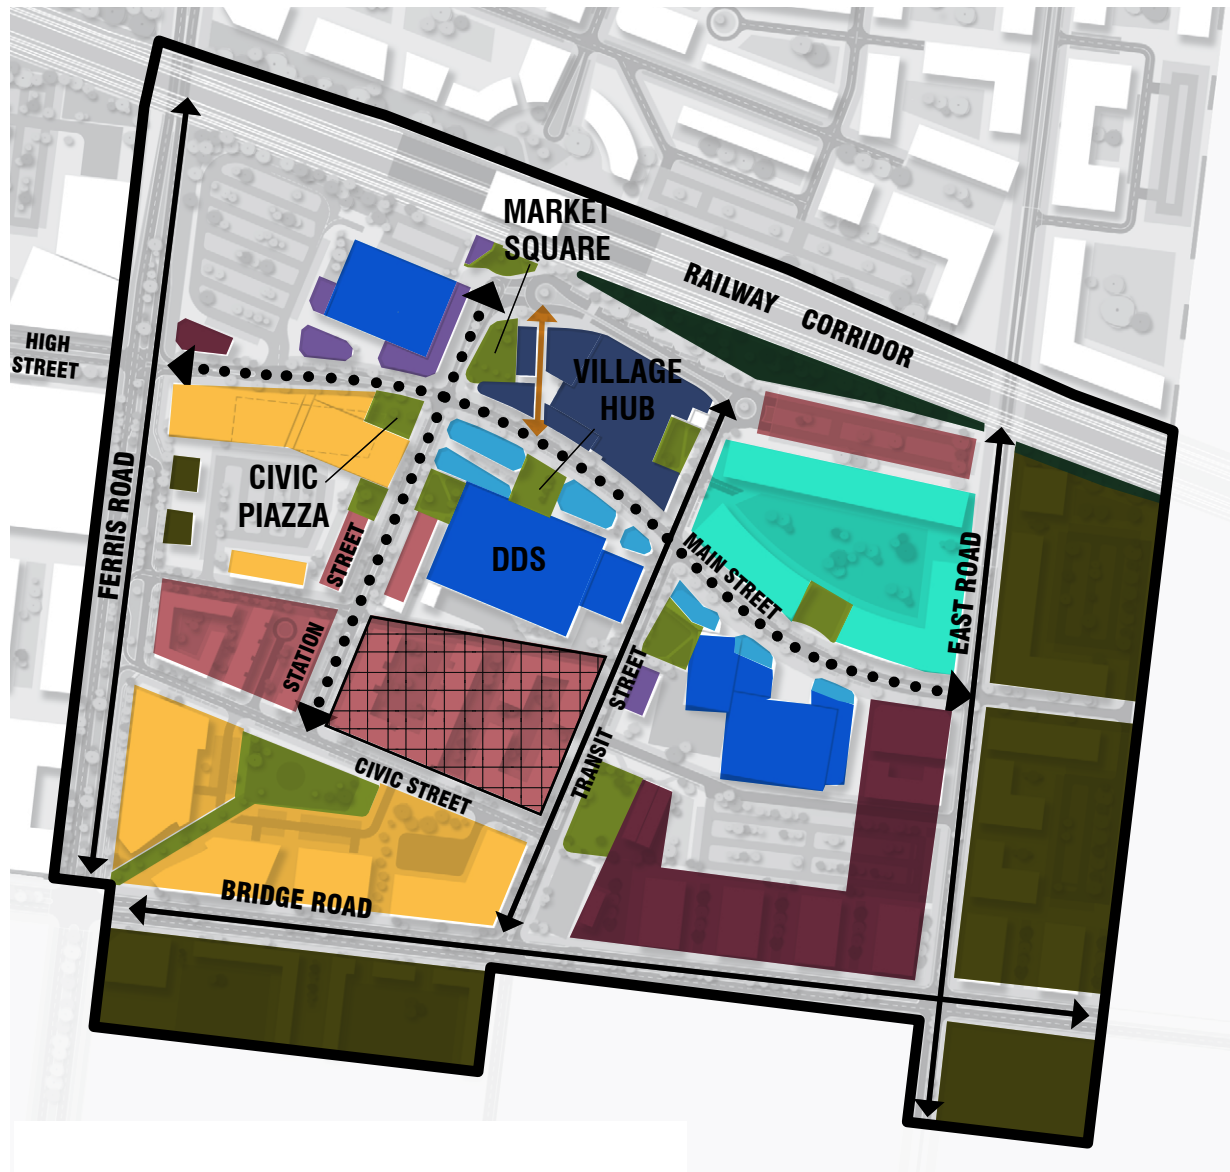 MARKET
SQUARE
RAILWAY CORRIDOR
HIGH
STREET
VILLAGE
HUB
CIVIC
PIAZZA
FERRIS ROAD
STREET
DDS
MAIN STREET
EAST ROAD
STATION
STREET
TRANSIT
CIVIC STREET
BRIDGE ROAD